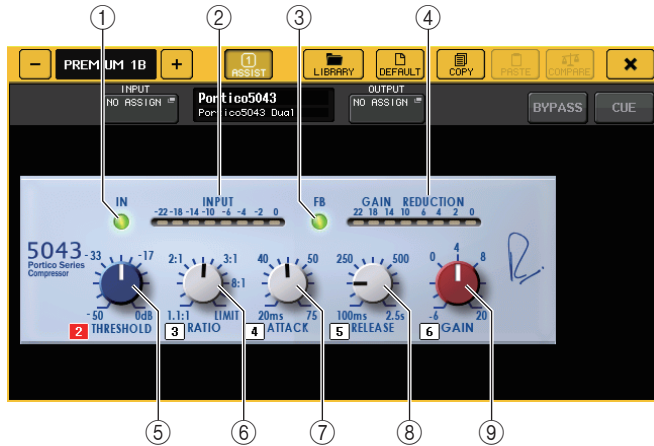 ① ② ③ ④
− PREMIUM 1B + 1 ASSIST LIBRARY DEFAULT COPY PASTE COMPARE ×
INPUT
NO ASSIGN
Portico5043
Portico5043 Dual
OUTPUT
NO ASSIGN
BYPASS CUE
IN INPUT FB GAIN REDUCTION
-22 -18 -14 -10 -6 -4 -2 0
22 18 14 10 6 4 2 0
5043
Portico Series
Compressor
-33 -17 2:1 3:1 40 50 250 500 0 4 8
8:1
-50 0dB 1.1:1 LIMIT 20ms 75 100ms 2.5s -6 20
2 THRESHOLD 3 RATIO 4 ATTACK 5 RELEASE 6 GAIN
⑤ ⑥ ⑦ ⑧ ⑨